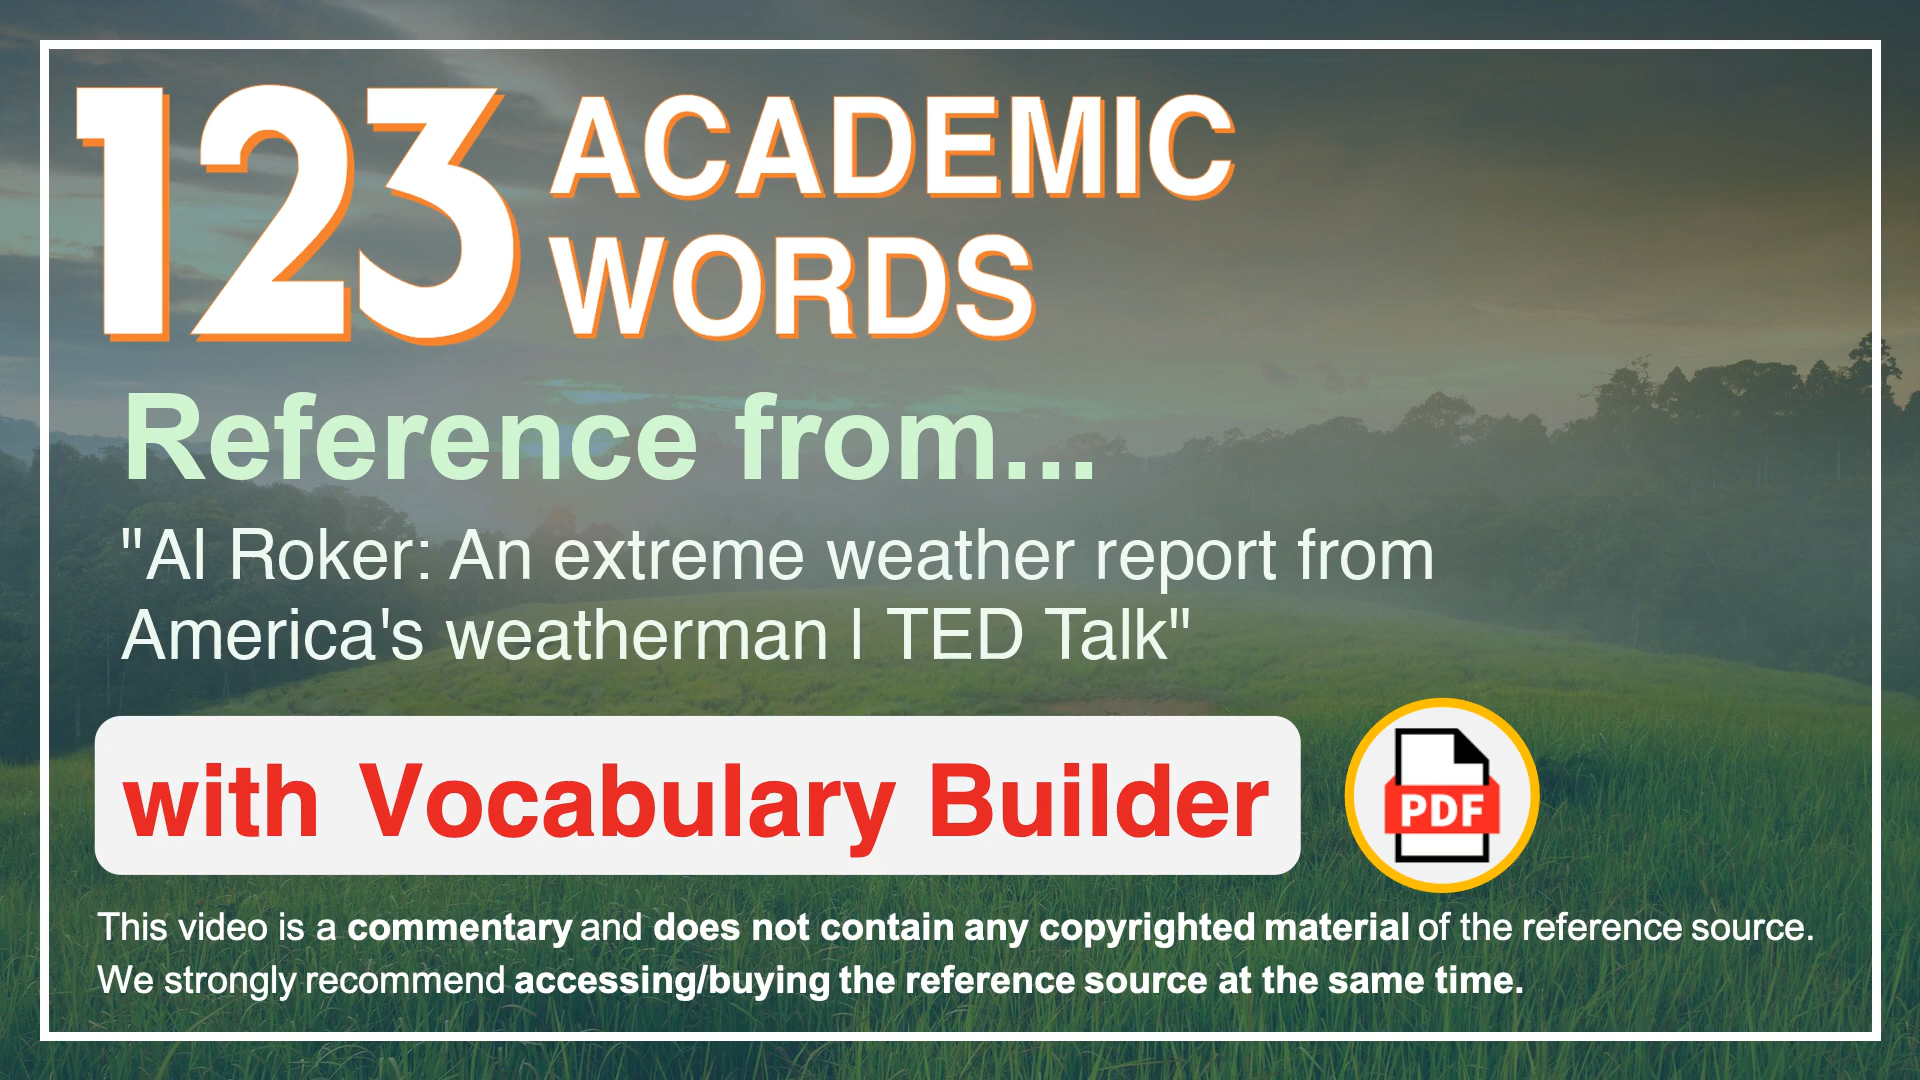 123 ACADEMIC
WORDS
Reference from...
"Al Roker: An extreme weather report from
America's weatherman | TED Talk"
with Vocabulary Builder
PDF
This video is a commentary and does not contain any copyrighted material of the reference source.
We strongly recommend accessing/buying the reference source at the same time.